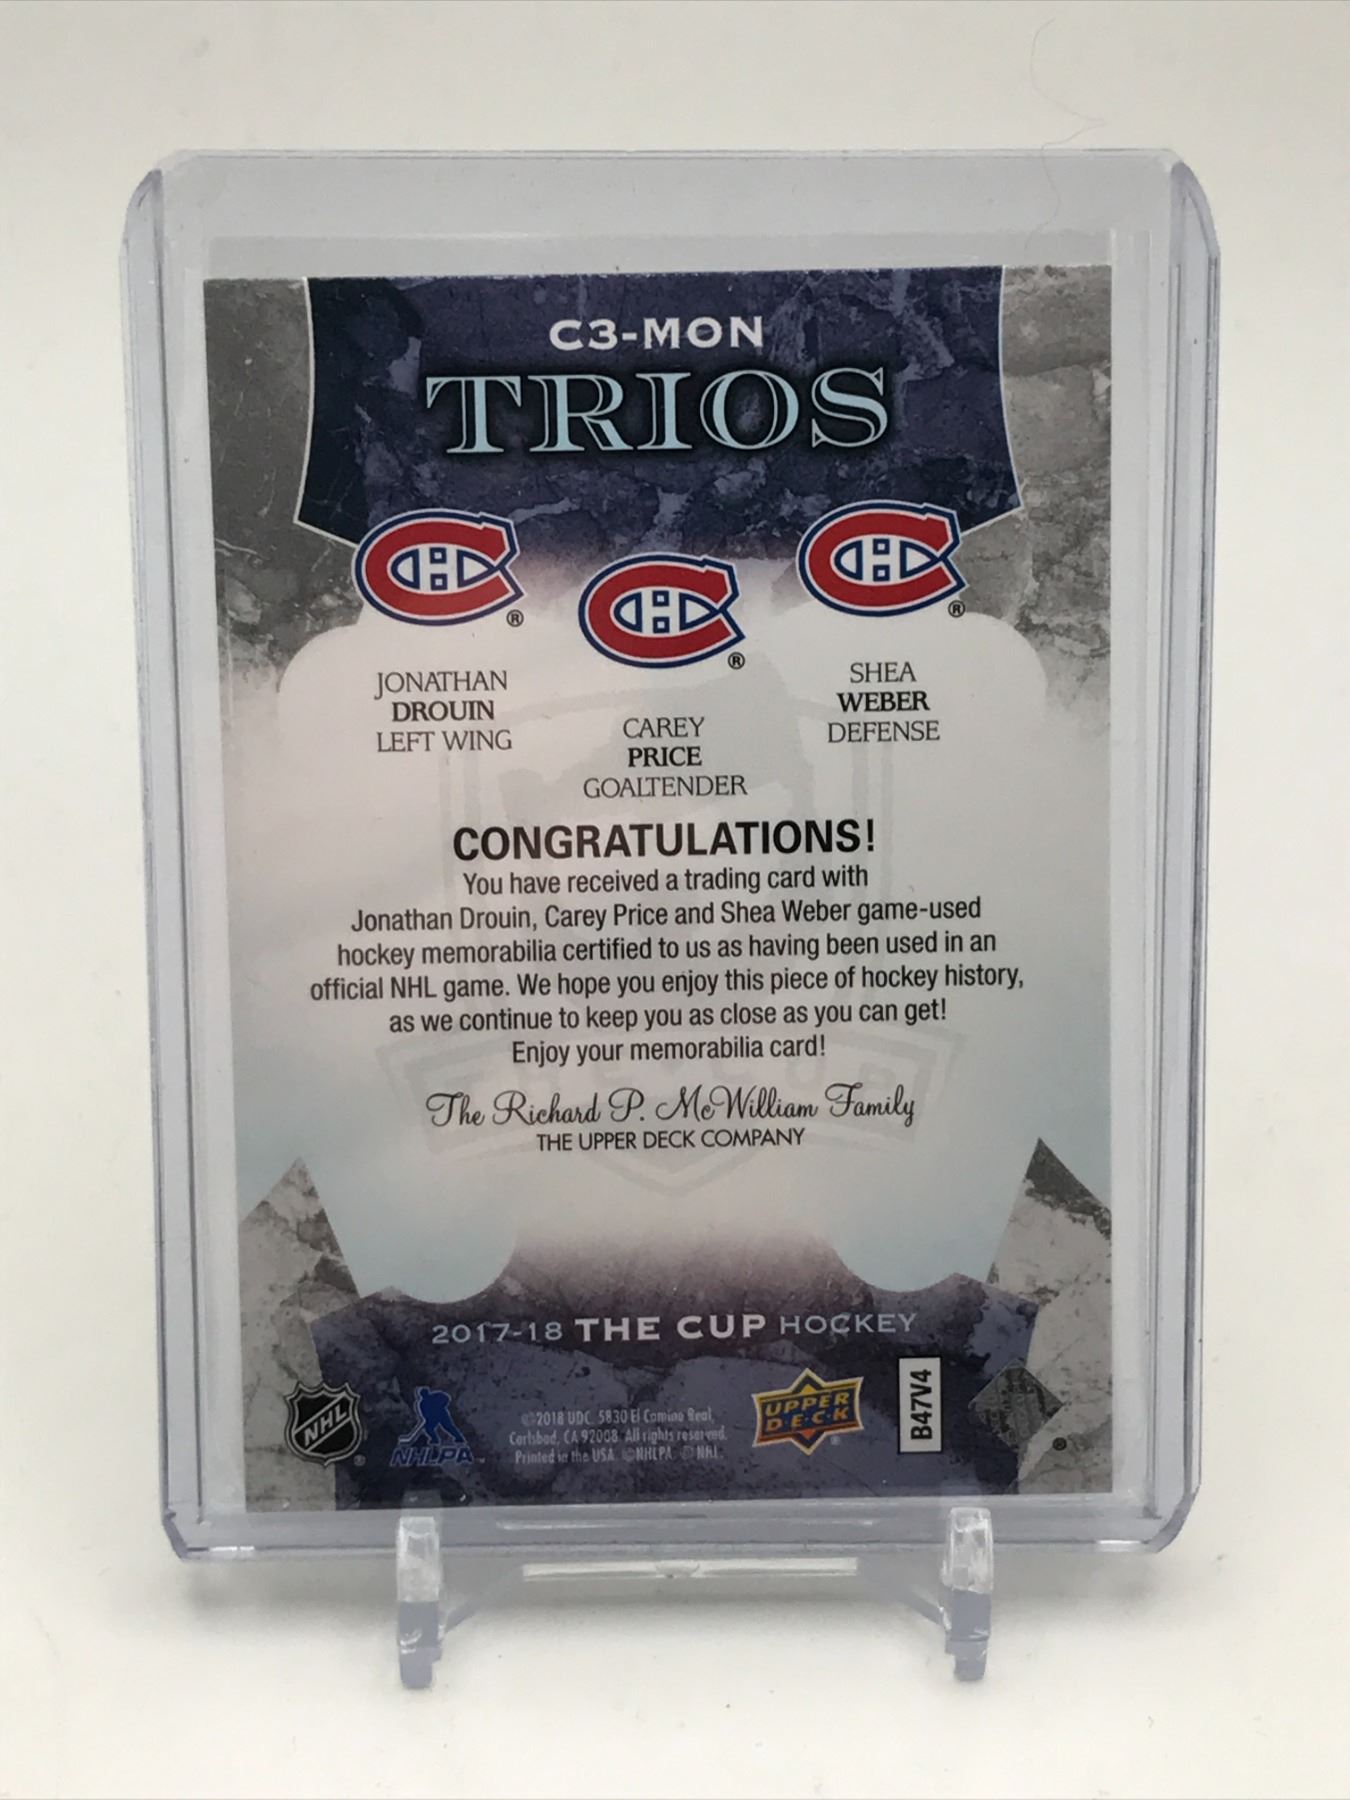 C3-MON
TRIOS
®
®
®
JONATHAN
DROUIN
LEFT WING
CAREY
PRICE
GOALTENDER
SHEA
WEBER
DEFENSE
CONGRATULATIONS!
You have received a trading card with
Jonathan Drouin, Carey Price and Shea Weber game-used
hockey memorabilia certified to us as having been used in an
official NHL game. We hope you enjoy this piece of hockey history,
as we continue to keep you as close as you can get!
Enjoy your memorabilia card!
The Richard P. McWilliam Family
THE UPPER DECK COMPANY
THE CUP
2017-18 THE CUP HOCKEY
NHL
®
NHLPA
©2018 UDC. 5830 El Camino Real,
Carlsbad, CA 92008. All rights reserved.
Printed in the USA. ©NHLPA. © NHL.
UPPER
D·E·C·K
®
B47V4
®